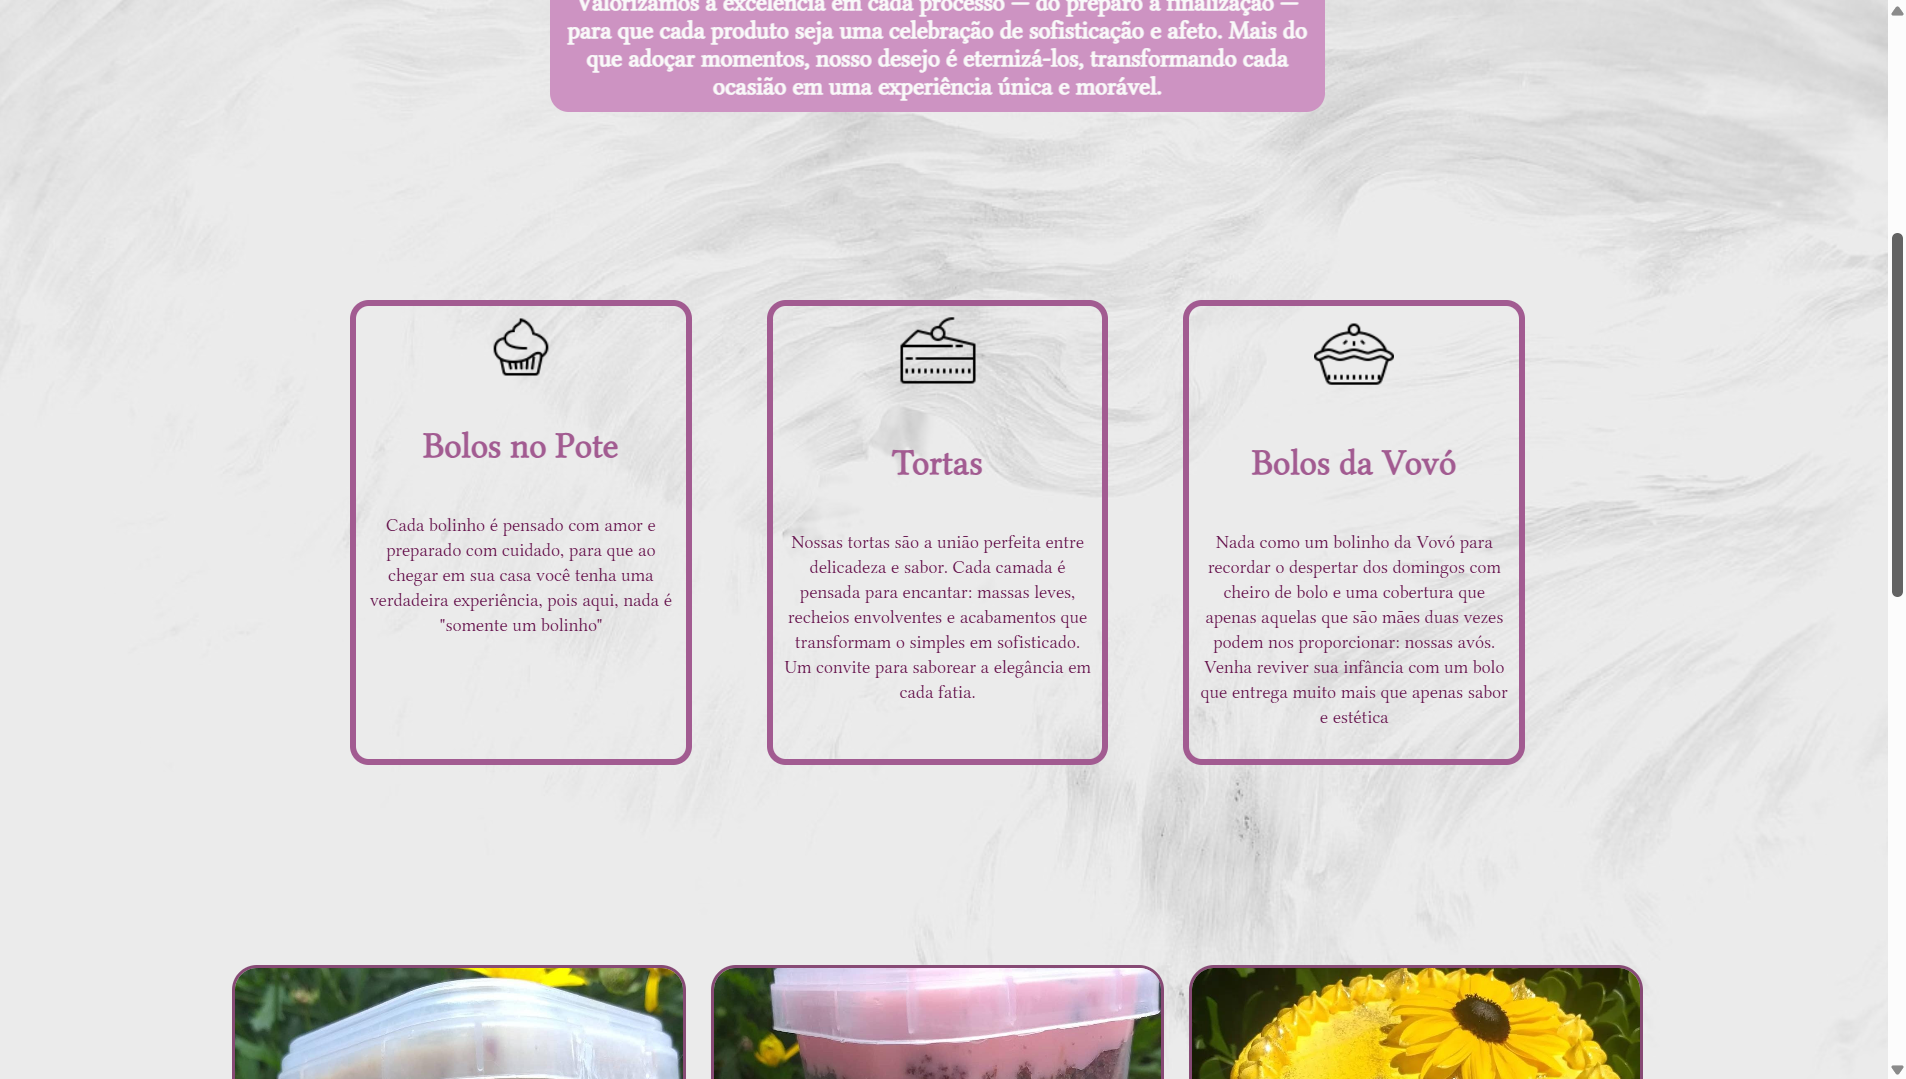 Valorizamos a excelência em cada processo — do preparo à finalização —
para que cada produto seja uma celebração de sofisticação e afeto. Mais do
que adoçar momentos, nosso desejo é eternizá-los, transformando cada
ocasião em uma experiência única e morável.
Bolos no Pote
Cada bolinho é pensado com amor e
preparado com cuidado, para que ao
chegar em sua casa você tenha uma
verdadeira experiência, pois aqui, nada é
"somente um bolinho"
Tortas
Nossas tortas são a união perfeita entre
delicadeza e sabor. Cada camada é
pensada para encantar: massas leves,
recheios envolventes e acabamentos que
transformam o simples em sofisticado.
Um convite para saborear a elegância em
cada fatia.
Bolos da Vovó
Nada como um bolinho da Vovó para
recordar o despertar dos domingos com
cheiro de bolo e uma cobertura que
apenas aquelas que são mães duas vezes
podem nos proporcionar: nossas avós.
Venha reviver sua infância com um bolo
que entrega muito mais que apenas sabor
e estética